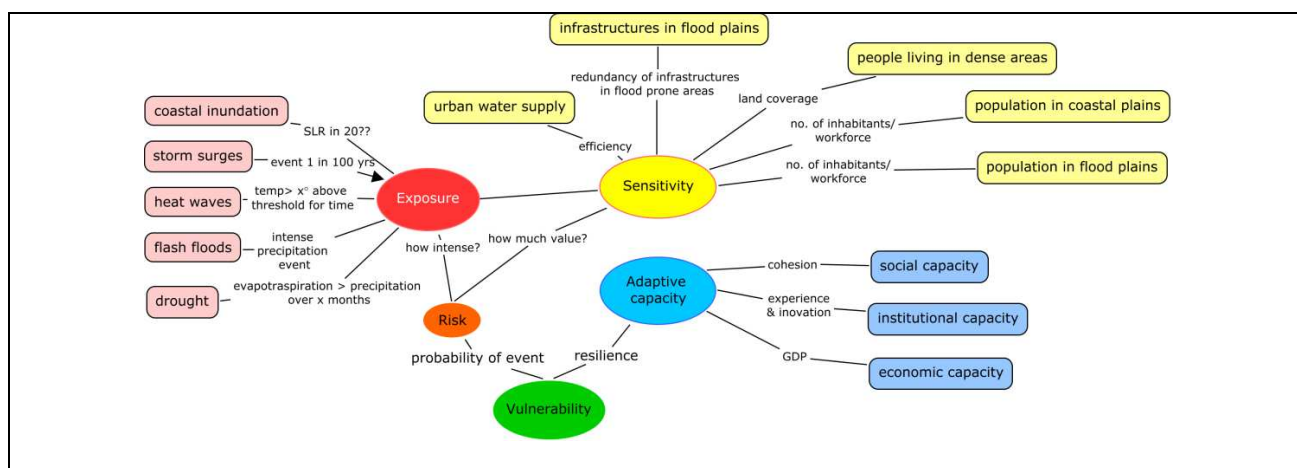 infrastructures in flood plains
people living in dense areas
redundancy of infrastructures
in flood prone areas
urban water supply
land coverage
population in coastal plains
coastal inundation
no. of inhabitants/
workforce
SLR in 20??
efficiency
storm surges
event 1 in 100 yrs
no. of inhabitants/
workforce
population in flood plains
Sensitivity
heat waves
temp> x° above
threshold for time
Exposure
flash floods
intense
precipitation
event
how intense?
how much value?
cohesion
social capacity
Adaptive
capacity
drought
evapotraspiration > precipitation
over x months
experience
& inovation
institutional capacity
Risk
probability of event
resilience
GDP
economic capacity
Vulnerability